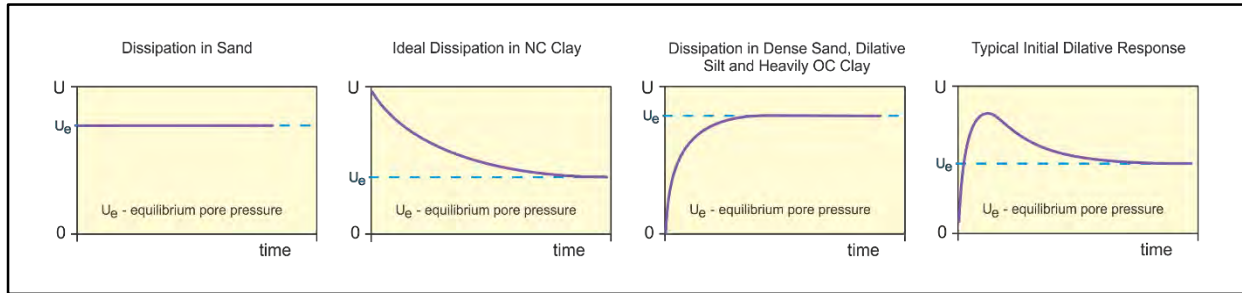 Dissipation in Sand
U
Ue
Ue - equilibrium pore pressure
0
time
Ideal Dissipation in NC Clay
U
Ue
Ue - equilibrium pore pressure
0
time
Dissipation in Dense Sand, Dilative
Silt and Heavily OC Clay
U
Ue
Ue - equilibrium pore pressure
0
time
Typical Initial Dilative Response
U
Ue
Ue - equilibrium pore pressure
0
time